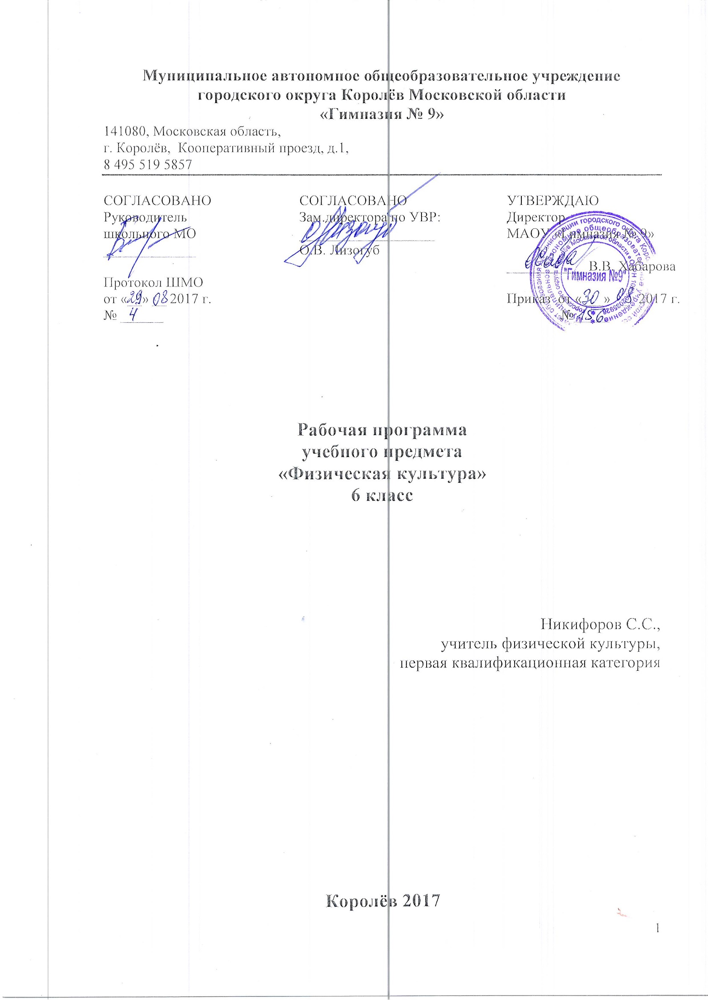 Муниципальное автономное общеобразовательное учреждение
городского округа Королёв Московской области
«Гимназия № 9»
141080, Московская область,
г. Королёв, Кооперативный проезд, д.1,
8 495 519 5857
СОГЛАСОВАНО
Руководитель
школьного МО
Протокол ШМО
от «29» 08 2017 г.
№ 4
СОГЛАСОВАНО
Зам.директора по УВР:
О.В. Лизогуб
УТВЕРЖДАЮ
Директор
МАОУ «Гимназия № 9»
В.В. Хабарова
"Гимназия №9"
Приказ от «30» 08 2017 г.
№ 156
Рабочая программа
учебного предмета
«Физическая культура»
6 класс
Никифоров С.С.,
учитель физической культуры,
первая квалификационная категория
Королёв 2017
1